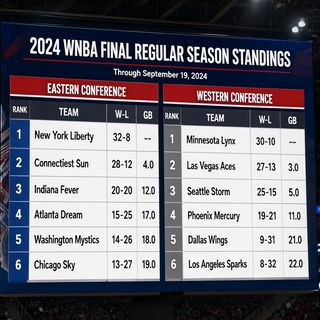 2024 WNBA FINAL REGULAR SEASON STANDINGS
Through September 19, 2024
EASTERN CONFERENCE
RANK TEAM W-L GB
1 New York Liberty 32-8 --
2 Connectiest Sun 28-12 4.0
3 Indiana Fever 20-20 12.0
4 Atlanta Dream 15-25 17.0
5 Washington Mystics 14-26 18.0
6 Chicago Sky 13-27 19.0
WESTERN CONFERENCE
RANK TEAM W-L GB
1 Minnesota Lynx 30-10 --
2 Las Vegas Aces 27-13 3.0
3 Seattle Storm 25-15 5.0
4 Phoenix Mercury 19-21 11.0
5 Dallas Wings 9-31 21.0
6 Los Angeles Sparks 8-32 22.0